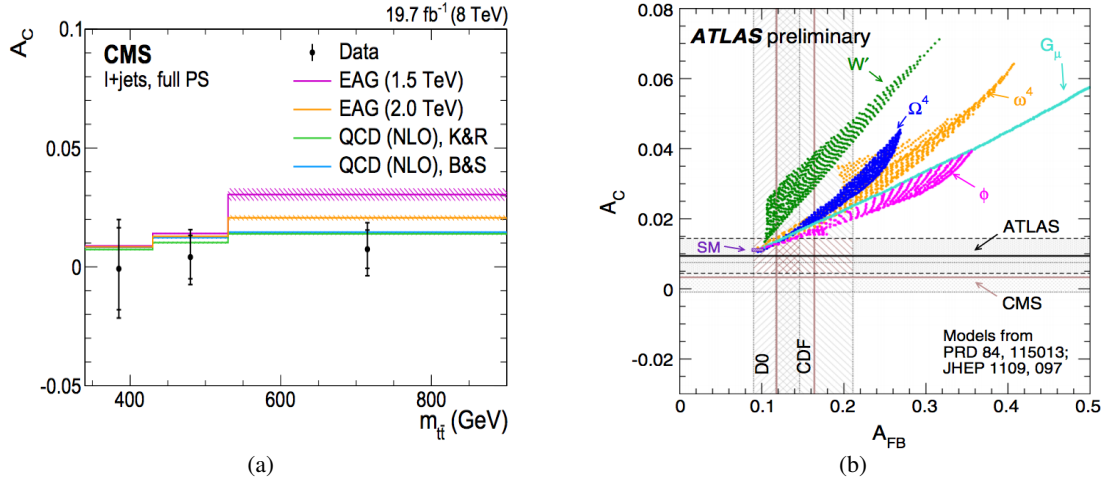 19.7 fb⁻¹ (8 TeV)
A_C
0.1
CMS
l+jets, full PS
Data
EAG (1.5 TeV)
EAG (2.0 TeV)
QCD (NLO), K&R
QCD (NLO), B&S
0.05
0
-0.05
400
600
800
m_{tt̄} (GeV)
(a)
A_C
0.08
0.06
0.04
0.02
0
-0.02
ATLAS preliminary
W′
Ω⁴
ω⁴
G_μ
ϕ
SM
ATLAS
CMS
D0
CDF
Models from
PRD 84, 115013;
JHEP 1109, 097
0
0.1
0.2
0.3
0.4
0.5
A_FB
(b)